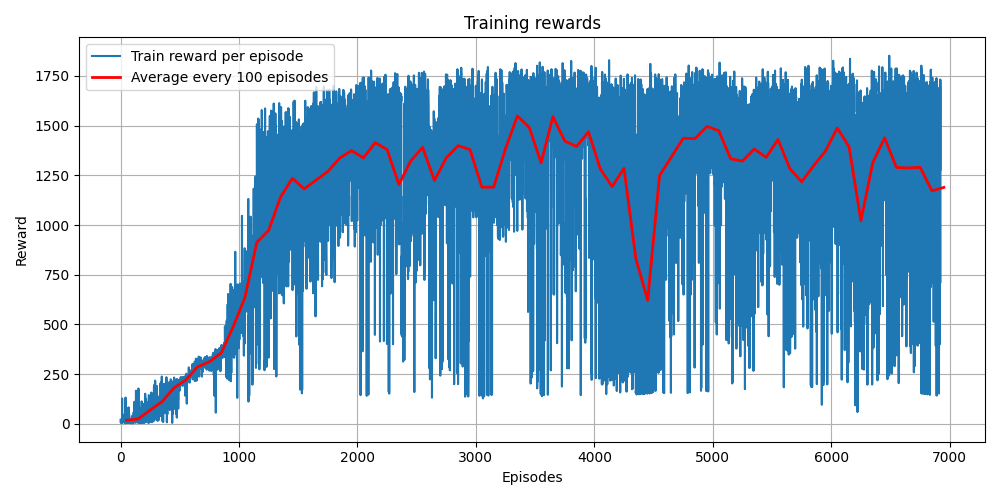 Training rewards
Train reward per episode
Average every 100 episodes
1750
1500
1250
1000
750
500
250
0
Reward
0 1000 2000 3000 4000 5000 6000 7000
Episodes